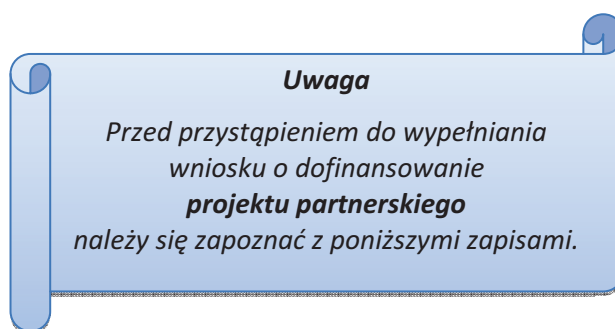 Uwaga
Przed przystąpieniem do wypełniania
wniosku o dofinansowanie
projektu partnerskiego
należy się zapoznać z poniższymi zapisami.